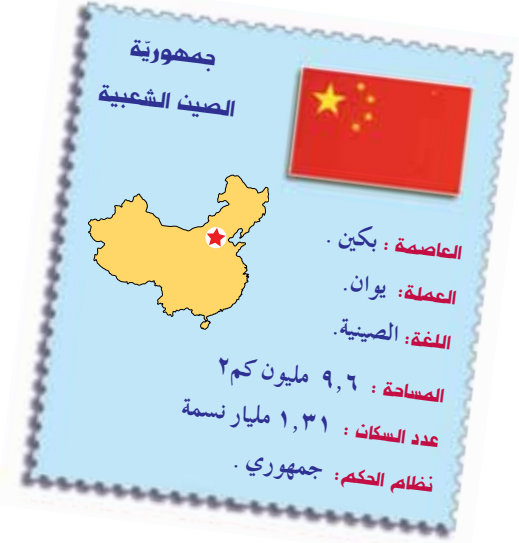 جمهوريّة
الصين الشعبية
العاصمة : بكين .
العملة: يوان.
اللغة: الصينية.
المساحة : ٩,٦ مليون كم٢
عدد السكان : ١,٣١ مليار نسمة
نظام الحكم: جمهوري .